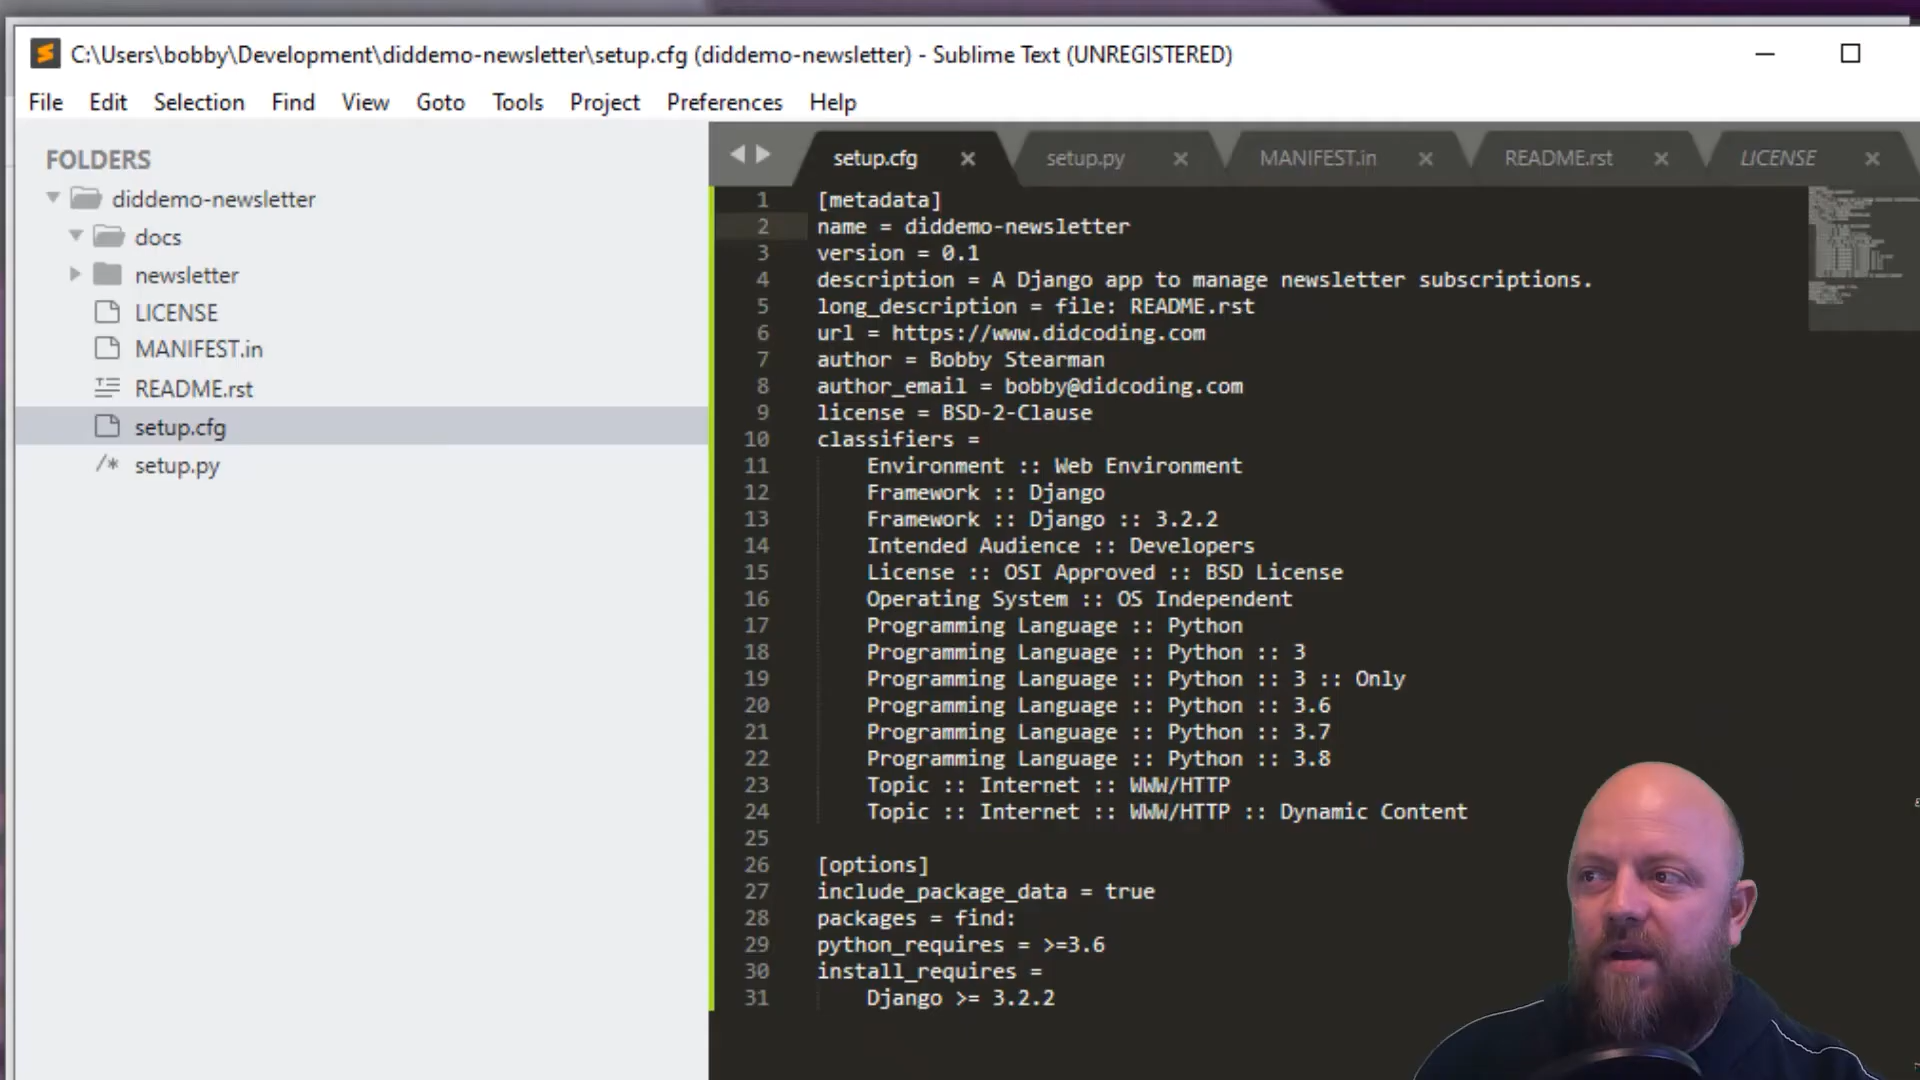 C:\Users\bobby\Development\diddemo-newsletter\setup.cfg (diddemo-newsletter) - Sublime Text (UNREGISTERED)
File Edit Selection Find View Goto Tools Project Preferences Help
FOLDERS
diddemo-newsletter
docs
newsletter
LICENSE
MANIFEST.in
README.rst
setup.cfg
/* setup.py
setup.cfg setup.py MANIFEST.in README.rst LICENSE
1 [metadata]
2 name = diddemo-newsletter
3 version = 0.1
4 description = A Django app to manage newsletter subscriptions.
5 long_description = file: README.rst
6 url = https://www.didcoding.com
7 author = Bobby Stearman
8 author_email = bobby@didcoding.com
9 license = BSD-2-Clause
10 classifiers =
11 Environment :: Web Environment
12 Framework :: Django
13 Framework :: Django :: 3.2.2
14 Intended Audience :: Developers
15 License :: OSI Approved :: BSD License
16 Operating System :: OS Independent
17 Programming Language :: Python
18 Programming Language :: Python :: 3
19 Programming Language :: Python :: 3 :: Only
20 Programming Language :: Python :: 3.6
21 Programming Language :: Python :: 3.7
22 Programming Language :: Python :: 3.8
23 Topic :: Internet :: WWW/HTTP
24 Topic :: Internet :: WWW/HTTP :: Dynamic Content
25
26 [options]
27 include_package_data = true
28 packages = find:
29 python_requires = >=3.6
30 install_requires =
31 Django >= 3.2.2